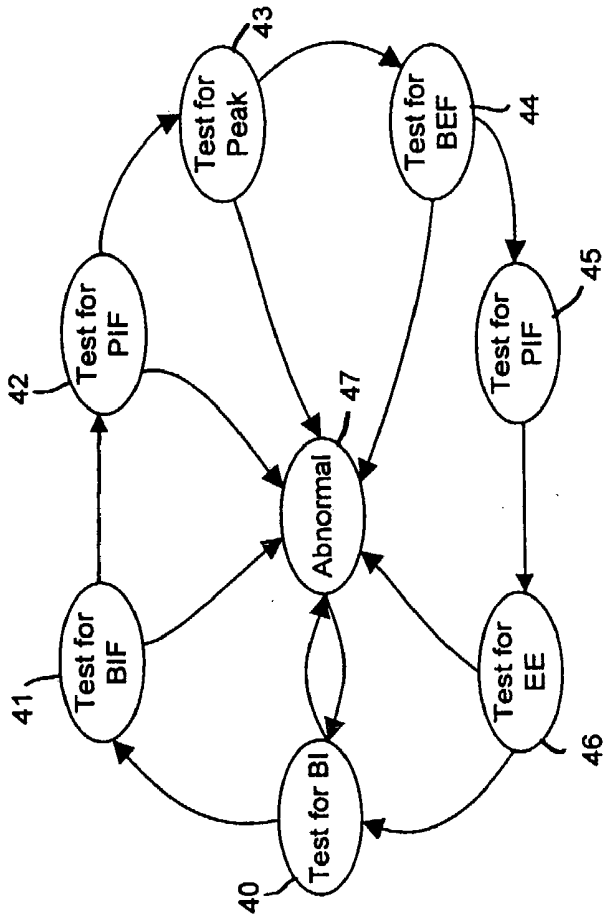 40
Test for BI
41
Test for
BIF
42
Test for
PIF
43
Test for
Peak
44
Test for
BEF
45
Test for
PIF
46
Test for
EE
47
Abnormal